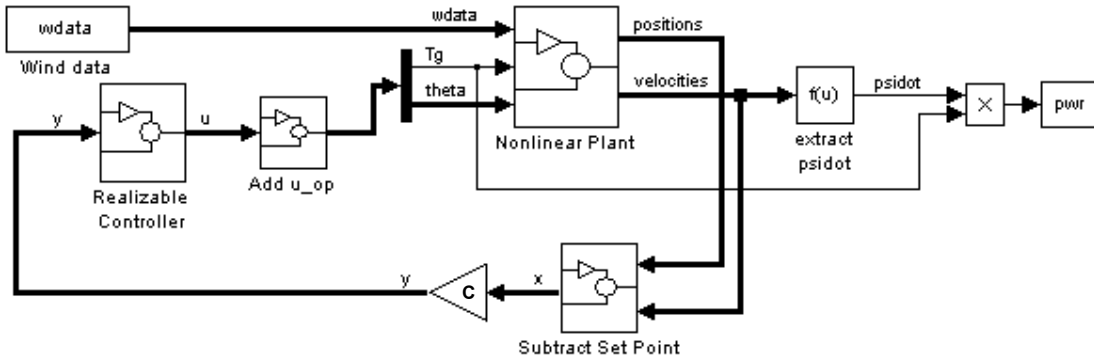 wdata
Wind data
wdata
Tg
theta
positions
velocities
Nonlinear Plant
f(u)
extract
psidot
psidot
×
pwr
y
Realizable
Controller
u
Add u_op
y
C
x
Subtract Set Point